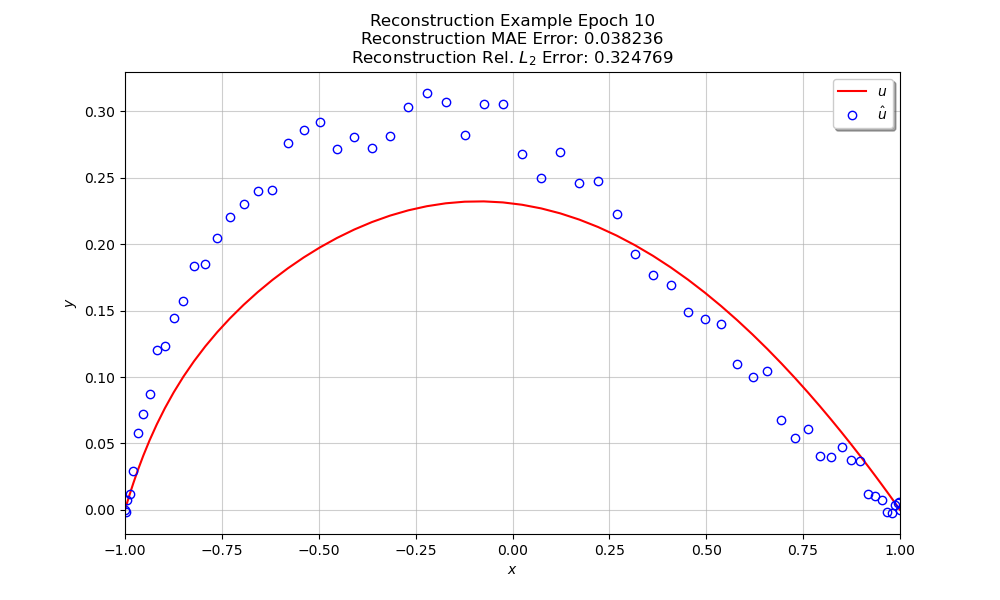 Reconstruction Example Epoch 10
Reconstruction MAE Error: 0.038236
Reconstruction Rel. L₂ Error: 0.324769
u
û
0.30
0.25
0.20
0.15
0.10
0.05
0.00
y
−1.00 −0.75 −0.50 −0.25 0.00 0.25 0.50 0.75 1.00
x